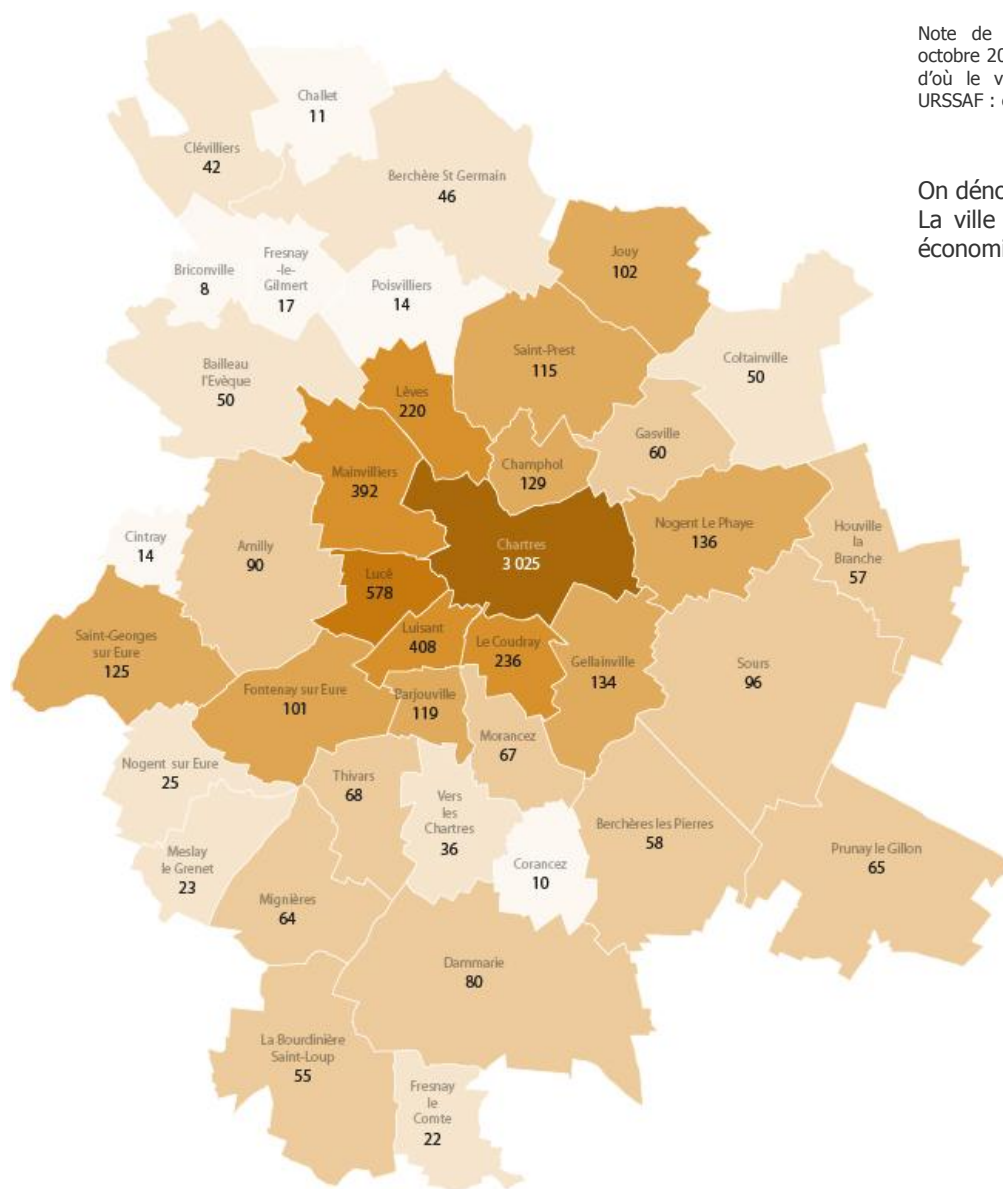 Note de
octobre 20
d'où le v
URSSAF :
On déno
La ville
économi
Challet
11
Clévilliers
42
Berchère St Germain
46
Jouy
102
Briconville
8
Fresnay
-le-
Gilmert
17
Poisvilliers
14
Saint-Prest
115
Coltainville
50
Bailleau
l'Evèque
50
Lèves
220
Gasville
60
Mainvilliers
392
Champhol
129
Nogent Le Phaye
136
Houville
la
Branche
57
Cintray
14
Amilly
90
Chartres
3 025
Lucé
578
Saint-Georges
sur Eure
125
Luisant
408
Le Coudray
236
Gellainville
134
Sours
96
Fontenay sur Eure
101
Barjouville
119
Morancez
67
Nogent sur Eure
25
Thivars
68
Vers
les
Chartres
36
Berchères les Pierres
58
Prunay le Gillon
65
Meslay
le Grenet
23
Corancez
10
Mignières
64
Dammarie
80
La Bourdinière
Saint-Loup
55
Fresnay
le
Comte
22